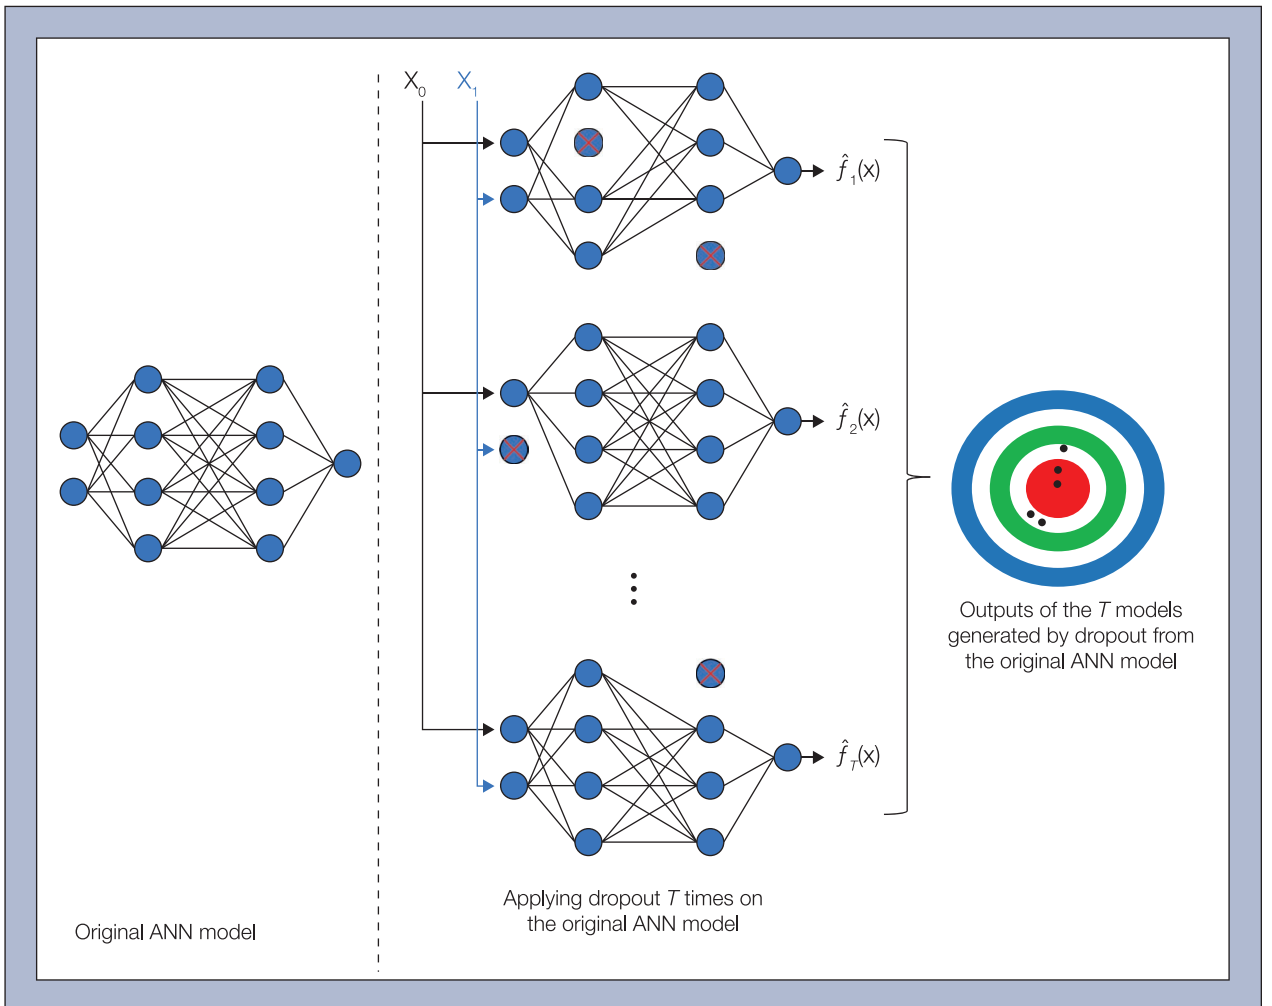 X₀
X₁
f̂₁(x)
f̂₂(x)
f̂_T(x)
Original ANN model
Applying dropout T times on
the original ANN model
Outputs of the T models
generated by dropout from
the original ANN model